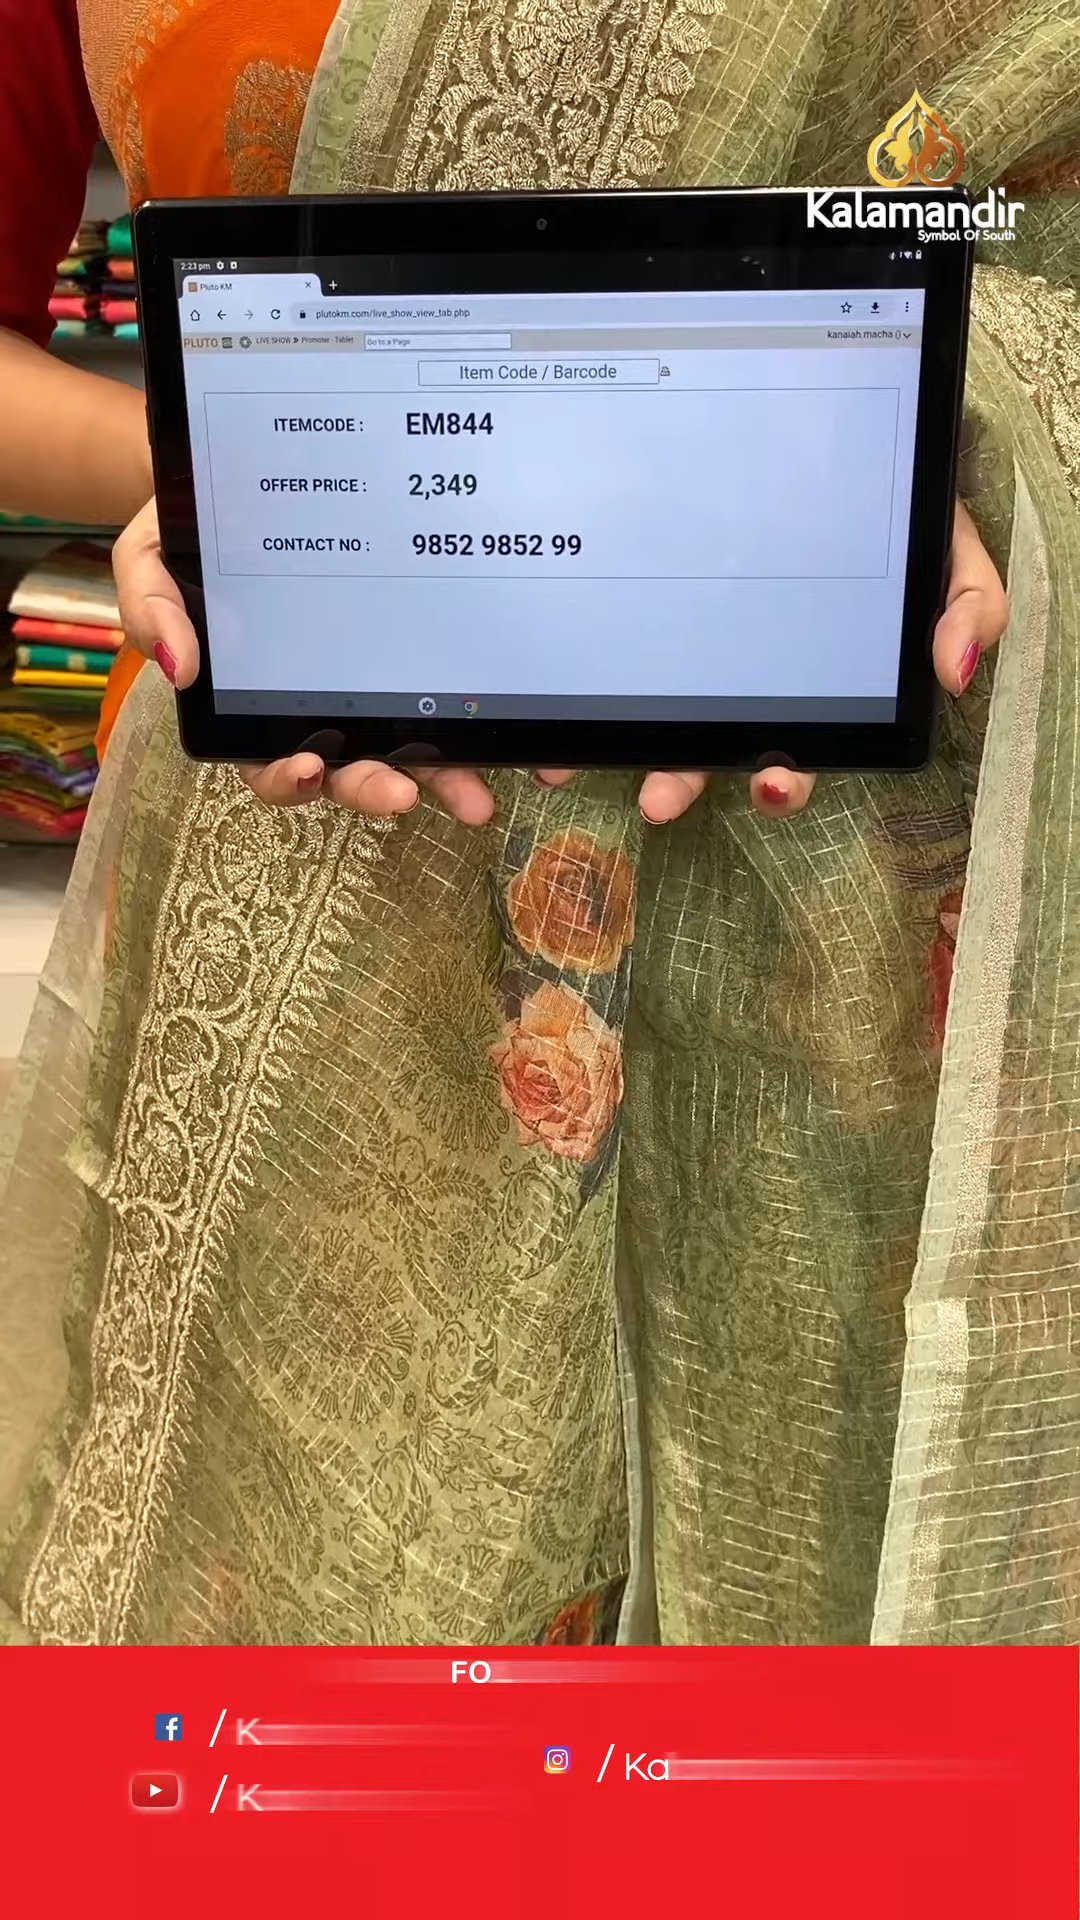 Kalamandir
Symbol Of South
2:23 pm
Pluto KM
plutokm.com/live_show_view_tab.php
PLUTO
LIVE SHOW » Promoter - Tablet
Go to a Page
kanaiah.macha ()
Item Code / Barcode
ITEMCODE : EM844
OFFER PRICE : 2,349
CONTACT NO : 9852 9852 99
FO
/K
/Ka
/K